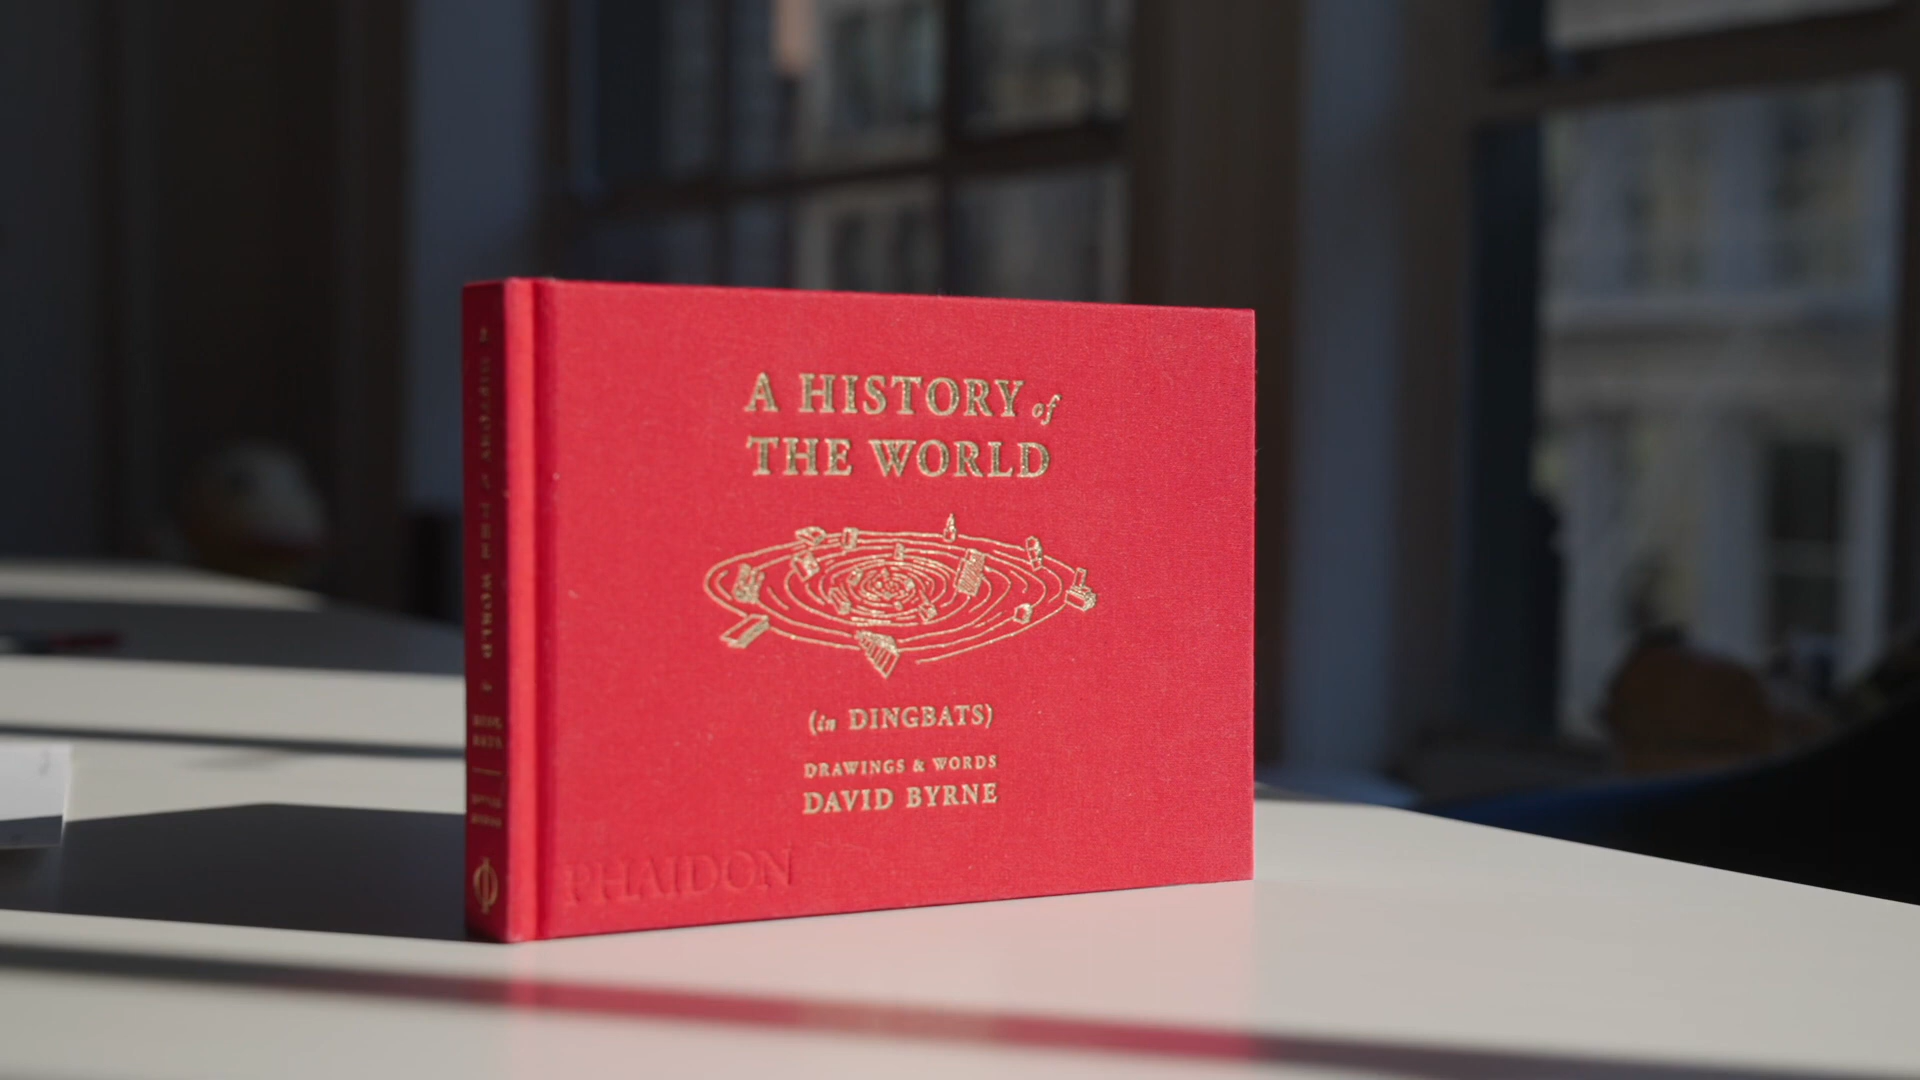 A HISTORY of
THE WORLD
(in DINGBATS)
DRAWINGS & WORDS
DAVID BYRNE
PHAIDON